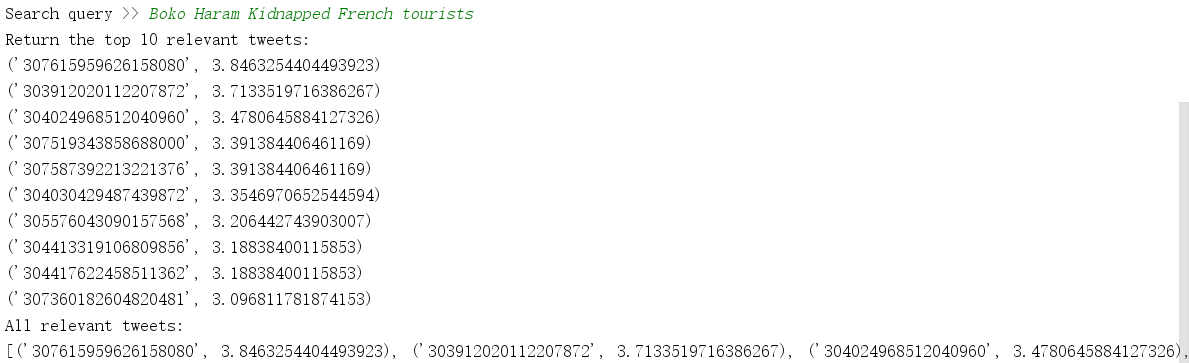 Search query >> Boko Haram Kidnapped French tourists
Return the top 10 relevant tweets:
('307615959626158080', 3.8463254404493923)
('303912020112207872', 3.7133519716386267)
('304024968512040960', 3.4780645884127326)
('307519343858688000', 3.391384406461169)
('307587392213221376', 3.391384406461169)
('304030429487439872', 3.3546970652544594)
('305576043090157568', 3.206442743903007)
('304413319106809856', 3.18838400115853)
('304417622458511362', 3.18838400115853)
('307360182604820481', 3.096811781874153)
All relevant tweets:
[('307615959626158080', 3.8463254404493923), ('303912020112207872', 3.7133519716386267), ('304024968512040960', 3.4780645884127326),